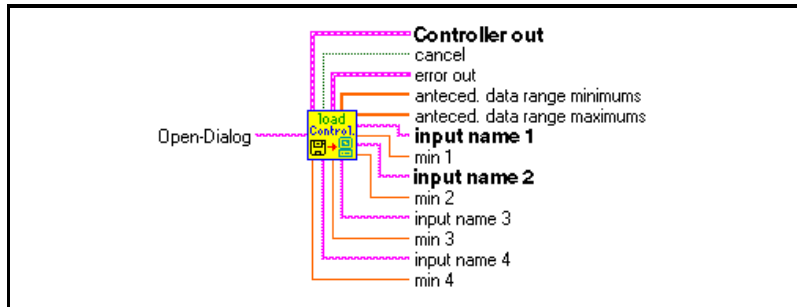 Controller out
cancel
error out
anteced. data range minimums
anteced. data range maximums
load
Control.
Open-Dialog
input name 1
min 1
input name 2
min 2
input name 3
min 3
input name 4
min 4